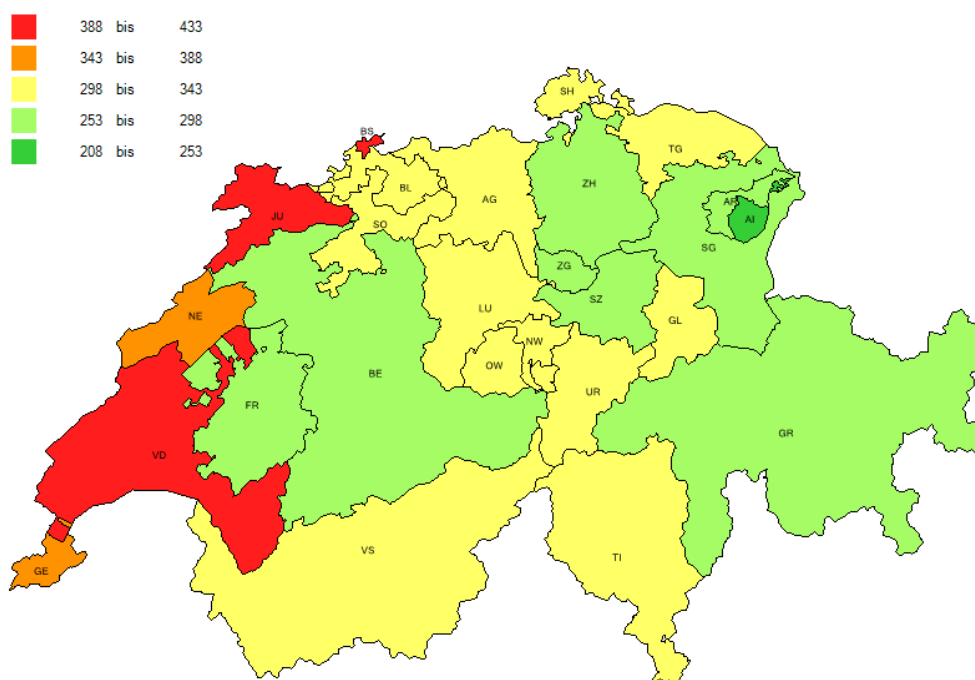 388 bis 433
343 bis 388
298 bis 343
253 bis 298
208 bis 253
SH
BS
TG
ZH
BL
JU
AG
AR
AI
SO
SG
ZG
SZ
LU
NE
GL
NW
OW
BE
UR
FR
GR
VD
VS
TI
GE